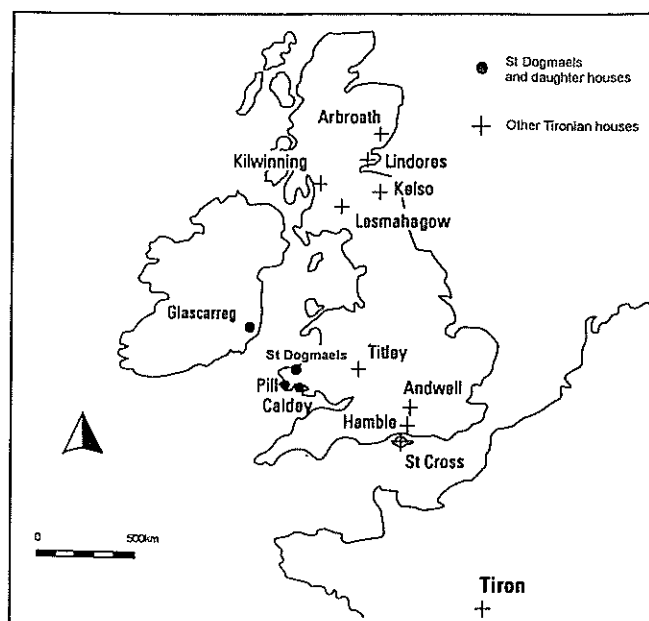 St Dogmaels
and daughter houses
Other Tironian houses
Arbroath
Lindores
Kilwinning
Kelso
Lesmahagow
Glascarreg
St Dogmaels
Titley
Pill
Caldey
Andwell
Hamble
St Cross
0
500km
Tiron